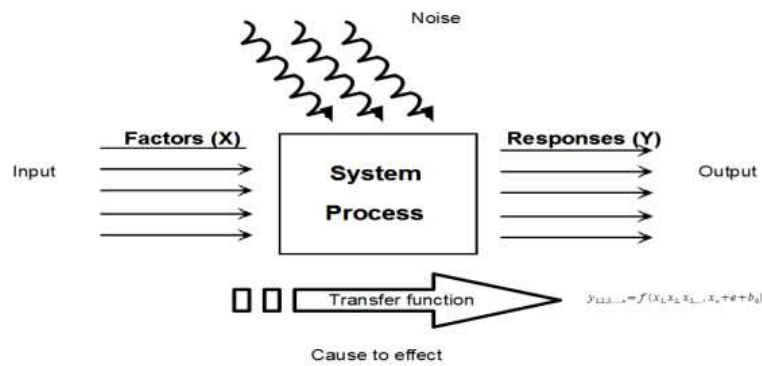 Noise
Factors (X)
Responses (Y)
Input
System
Process
Output
Transfer function
Cause to effect